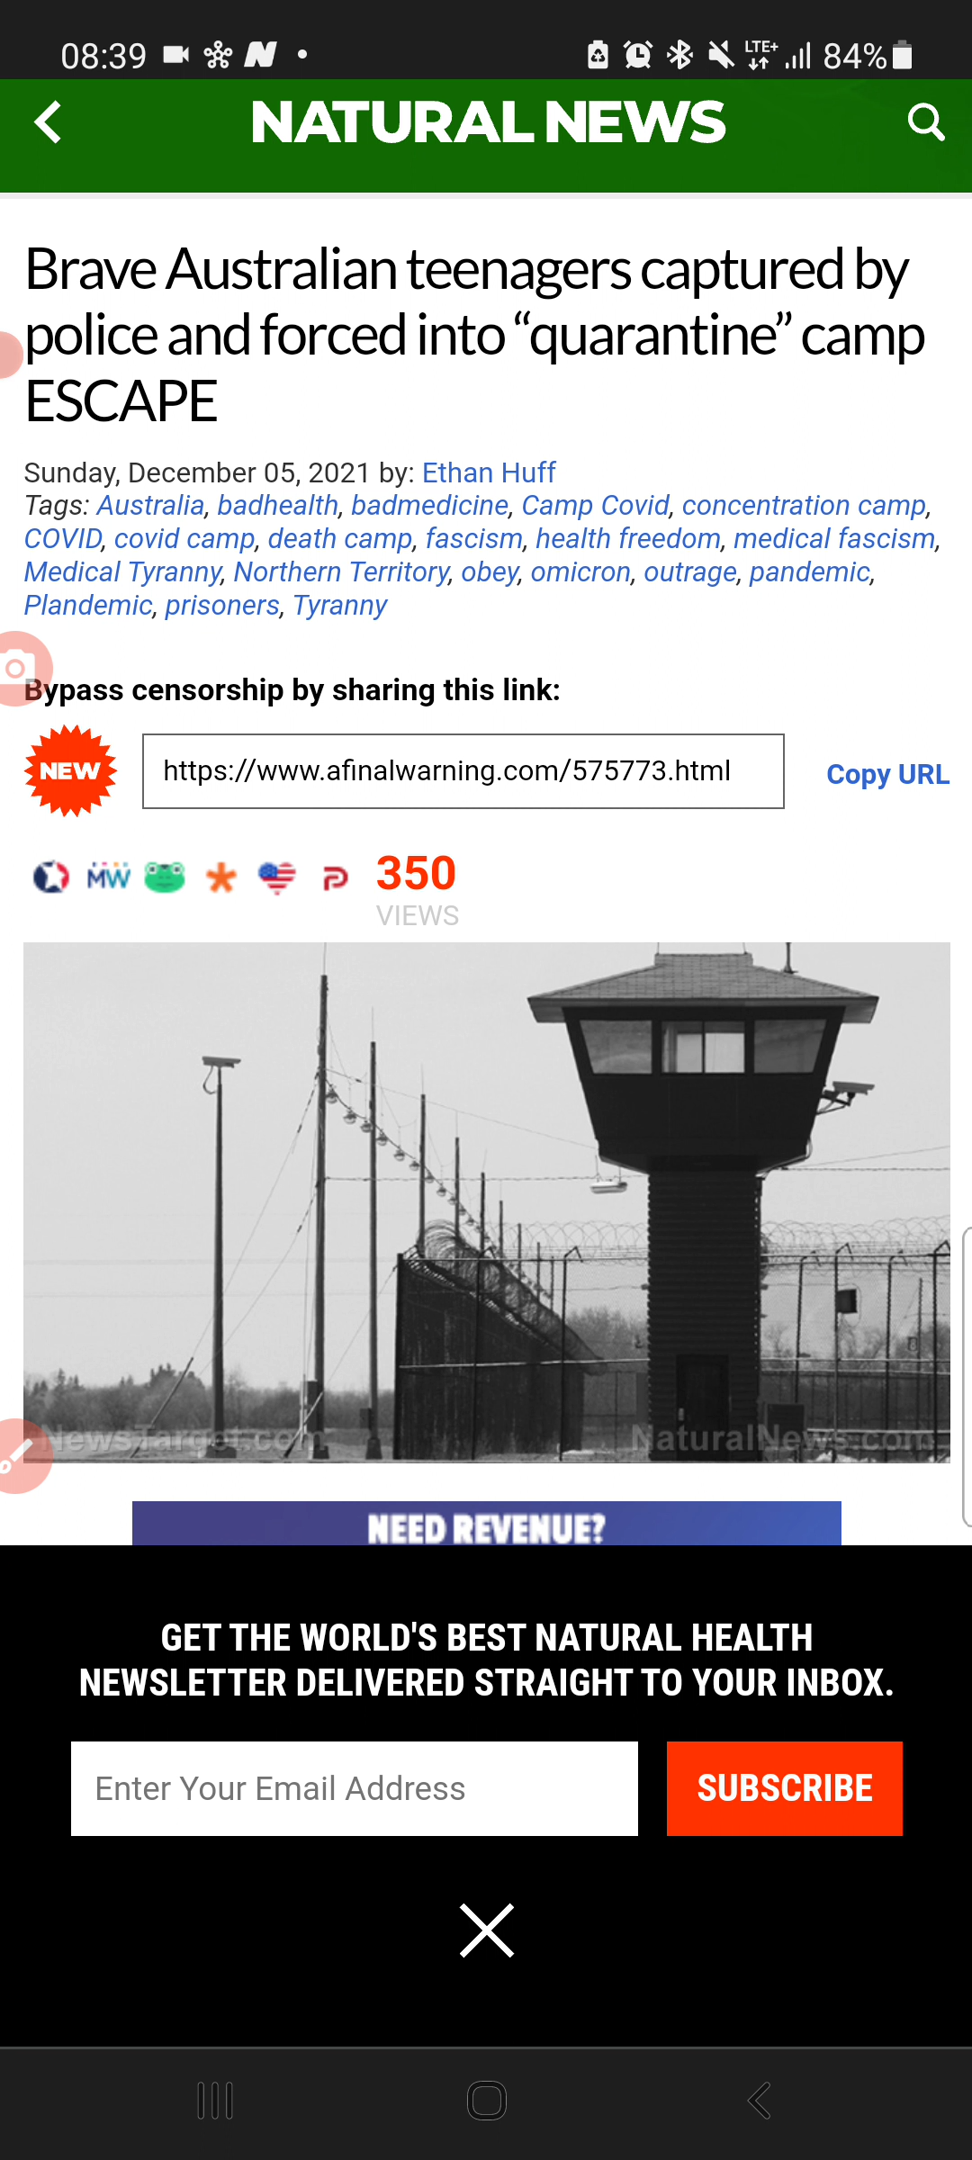 08:39
LTE+
84%
NATURAL NEWS
Brave Australian teenagers captured by
police and forced into “quarantine” camp
ESCAPE
Sunday, December 05, 2021 by: Ethan Huff
Tags: Australia, badhealth, badmedicine, Camp Covid, concentration camp,
COVID, covid camp, death camp, fascism, health freedom, medical fascism,
Medical Tyranny, Northern Territory, obey, omicron, outrage, pandemic,
Plandemic, prisoners, Tyranny
Bypass censorship by sharing this link:
NEW
https://www.afinalwarning.com/575773.html
Copy URL
MW
350
VIEWS
NewsTarget.com
NaturalNews.com
NEED REVENUE?
GET THE WORLD'S BEST NATURAL HEALTH
NEWSLETTER DELIVERED STRAIGHT TO YOUR INBOX.
Enter Your Email Address
SUBSCRIBE